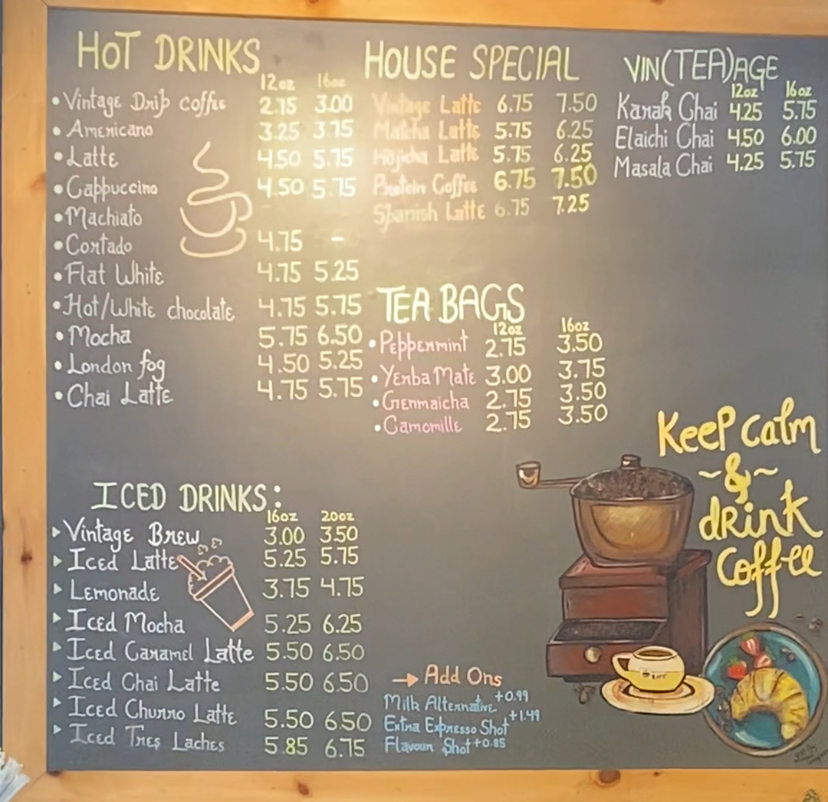 HOT DRINKS
12oz 16oz
• Vintage Drip coffee 2.75 3.00
• Americano 3.25 3.75
• Latte 4.50 5.75
• Cappuccino 4.50 5.75
• Machiato
• Cortado 4.75 -
• Flat White 4.75 5.25
• Hot/White chocolate 4.75 5.75
• Mocha 5.75 6.50
• London fog 4.50 5.25
• Chai Latte 4.75 5.75
ICED DRINKS:
16oz 20oz
Vintage Brew 3.00 3.50
Iced Latte 5.25 5.75
Lemonade 3.75 4.75
Iced Mocha 5.25 6.25
Iced Caramel Latte 5.50 6.50
Iced Chai Latte 5.50 6.50
Iced Churro Latte 5.50 6.50
Iced Tres Laches 5.85 6.75
HOUSE SPECIAL
Vintage Latte 6.75 7.50
Matcha Latte 5.75 6.25
Hojicha Latte 5.75 6.25
Protein Coffee 6.75 7.50
Spanish Latte 6.75 7.25
TEA BAGS
12oz 16oz
• Peppermint 2.75 3.50
• Yerba Mate 3.00 3.75
• Genmaicha 2.75 3.50
• Camomille 2.75 3.50
→ Add Ons
Milk Alternative +0.99
Extra Expresso Shot +1.49
Flavour Shot +0.85
VIN(TEA)AGE
12oz 16oz
Karak Chai 4.25 5.75
Elaichi Chai 4.50 6.00
Masala Chai 4.25 5.75
Keep calm
~&~
drink
Coffee